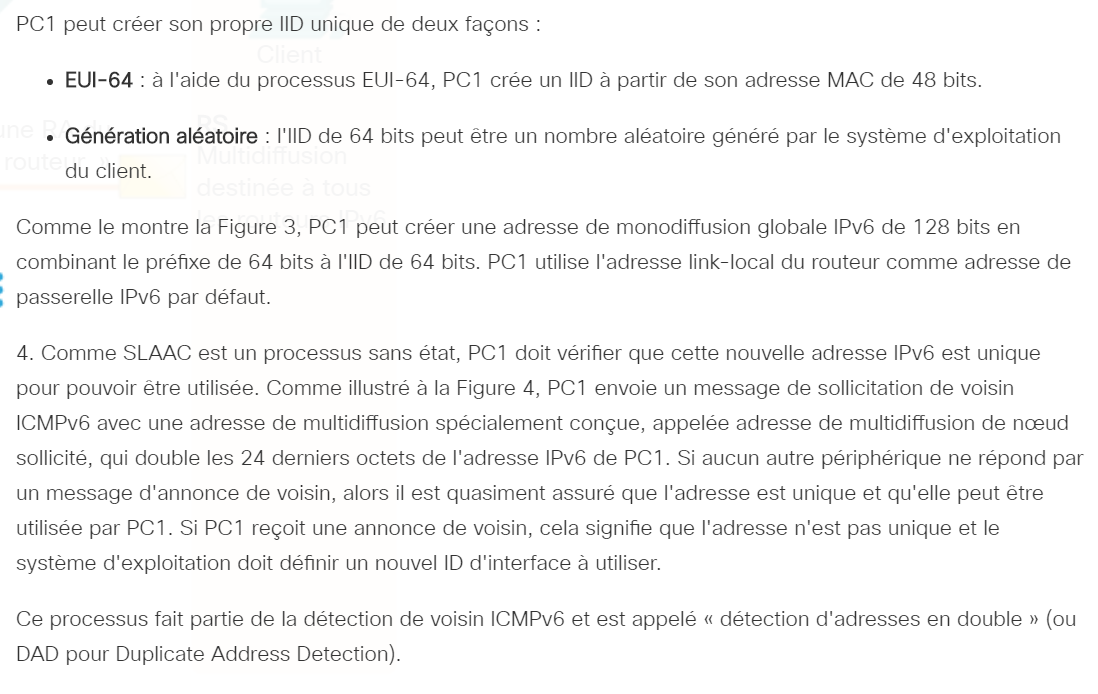 PC1 peut créer son propre IID unique de deux façons :
Client
• EUI-64 : à l'aide du processus EUI-64, PC1 crée un IID à partir de son adresse MAC de 48 bits.
une RA du
routeur »
RS
Multidiffusion
destinée à tous
les routeurs IPv6
• Génération aléatoire : l'IID de 64 bits peut être un nombre aléatoire généré par le système d'exploitation
du client.
Comme le montre la Figure 3, PC1 peut créer une adresse de monodiffusion globale IPv6 de 128 bits en
combinant le préfixe de 64 bits à l'IID de 64 bits. PC1 utilise l'adresse link-local du routeur comme adresse de
passerelle IPv6 par défaut.
4. Comme SLAAC est un processus sans état, PC1 doit vérifier que cette nouvelle adresse IPv6 est unique
pour pouvoir être utilisée. Comme illustré à la Figure 4, PC1 envoie un message de sollicitation de voisin
ICMPv6 avec une adresse de multidiffusion spécialement conçue, appelée adresse de multidiffusion de nœud
sollicité, qui double les 24 derniers octets de l'adresse IPv6 de PC1. Si aucun autre périphérique ne répond par
un message d'annonce de voisin, alors il est quasiment assuré que l'adresse est unique et qu'elle peut être
utilisée par PC1. Si PC1 reçoit une annonce de voisin, cela signifie que l'adresse n'est pas unique et le
système d'exploitation doit définir un nouvel ID d'interface à utiliser.
Ce processus fait partie de la détection de voisin ICMPv6 et est appelé « détection d'adresses en double » (ou
DAD pour Duplicate Address Detection).